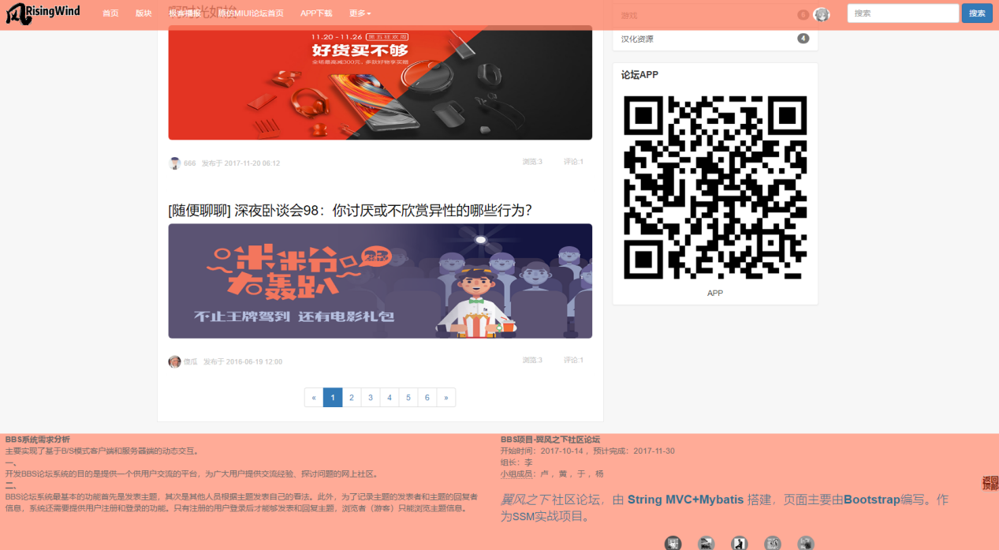 RisingWind
首页
版块
极客播报
原仿MIUI论坛首页
APP下载
更多
6
搜索
搜索
游戏
汉化资源
4
11.20 - 11.26 黑五狂欢周
好货买不够
全场最高减300元，多款好物享买赠
666 发布于 2017-11-20 06:12
浏览:3
评论:1
论坛APP
APP
[随便聊聊] 深夜卧谈会98：你讨厌或不欣赏异性的哪些行为？
米米分
大轰趴
不止王牌驾到 还有电影礼包
傻瓜 发布于 2016-06-19 12:00
浏览:3
评论:1
« 1 2 3 4 5 6 »
BBS系统需求分析
主要实现了基于B/S模式客户端和服务器端的动态交互。
一、
开发BBS论坛系统的目的是提供一个供用户交流的平台，为广大用户提供交流经验、探讨问题的网上社区。
二、
BBS论坛系统最基本的功能首先是发表主题，其次是其他人员根据主题发表自己的看法。此外，为了记录主题的发表者和主题的回复者
信息，系统还需要提供用户注册和登录的功能。只有注册的用户登录后才能够发表和回复主题，浏览者（游客）只能浏览主题信息。
BBS项目-翼风之下社区论坛
开始时间：2017-10-14 ，预计完成：2017-11-30
组长：李
小组成员：卢 ，黄 ，于 ，杨
翼风之下 社区论坛，由 String MVC+Mybatis 搭建，页面主要由Bootstrap编写。作
为SSM实战项目。
返回
顶部